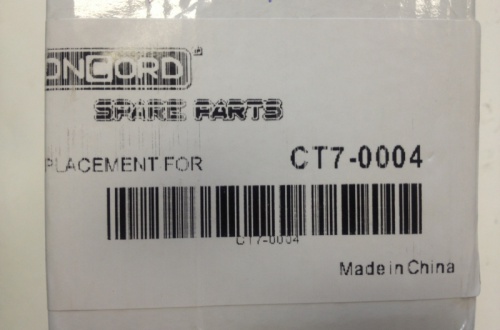 ONCORD
SPARE PARTS
PLACEMENT FOR CT7-0004
CT7-0004
Made in China